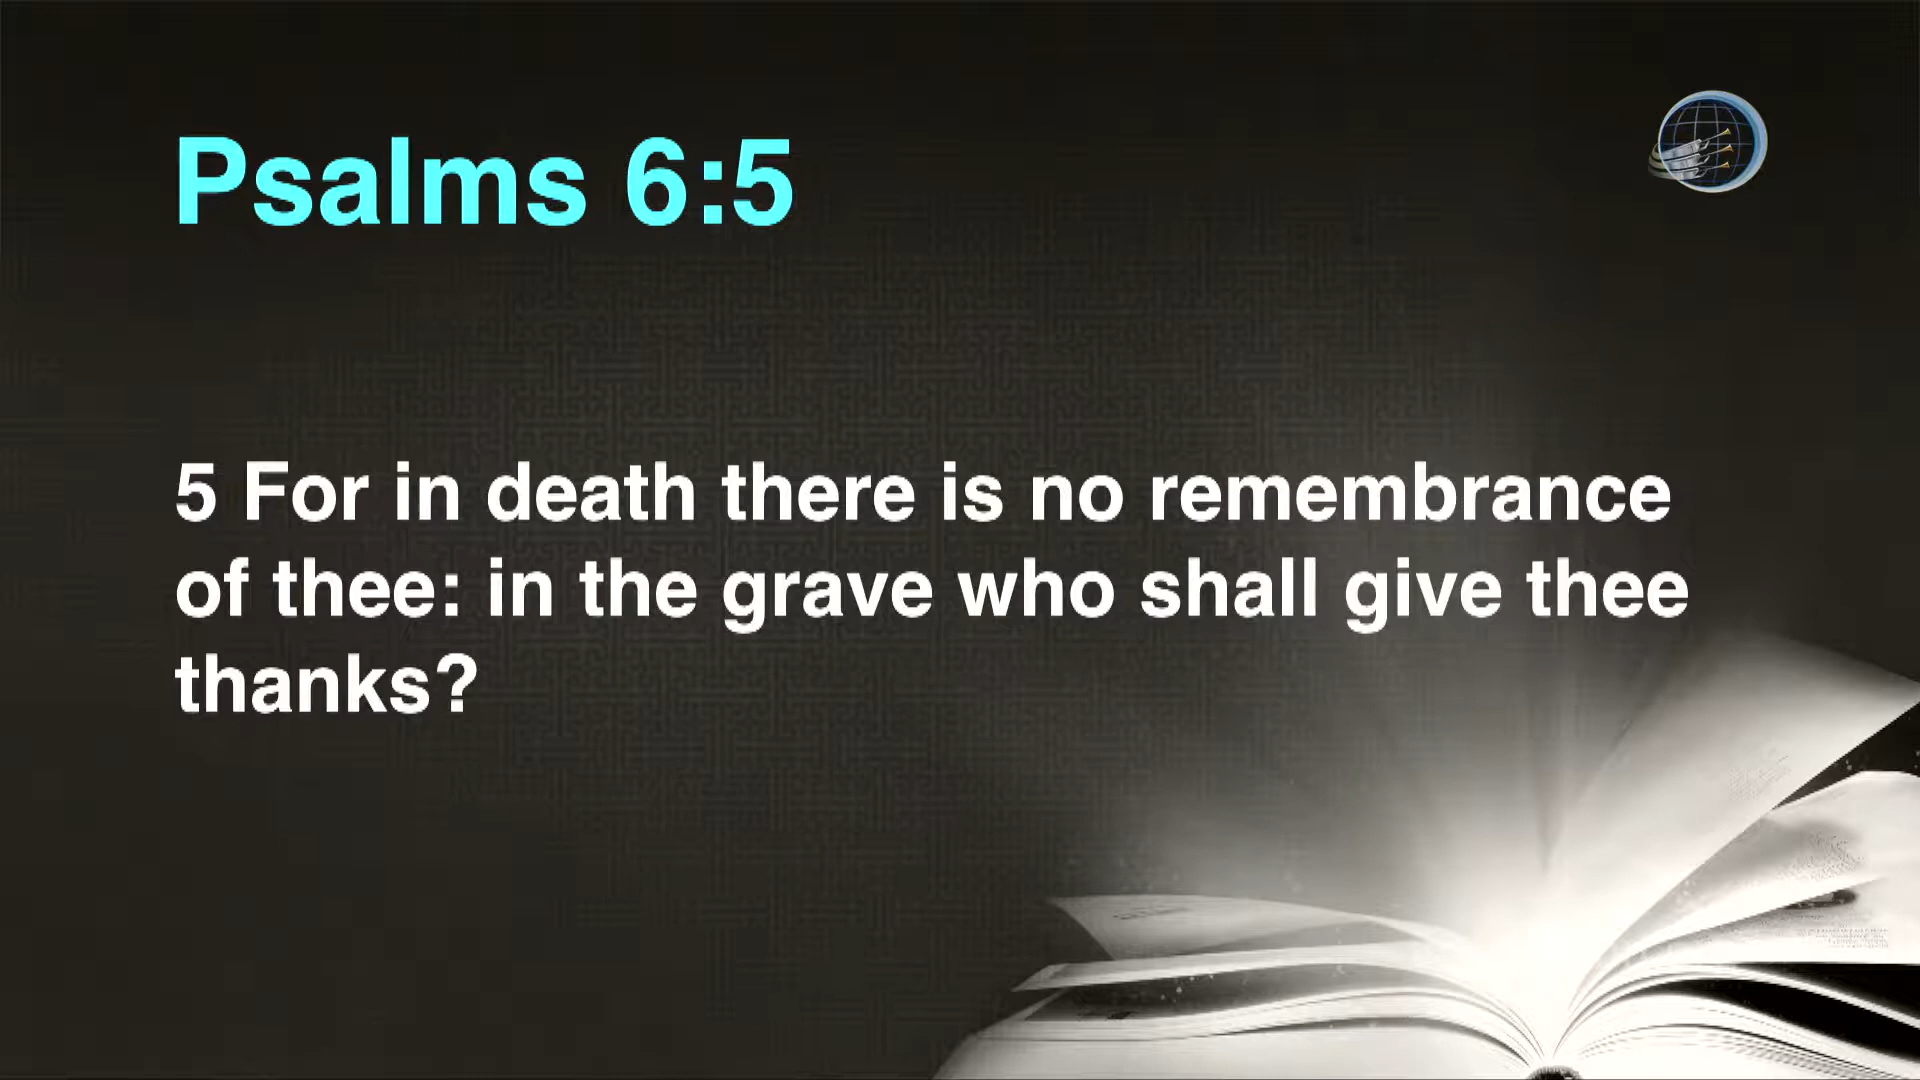 Psalms 6:5
5 For in death there is no remembrance
of thee: in the grave who shall give thee
thanks?